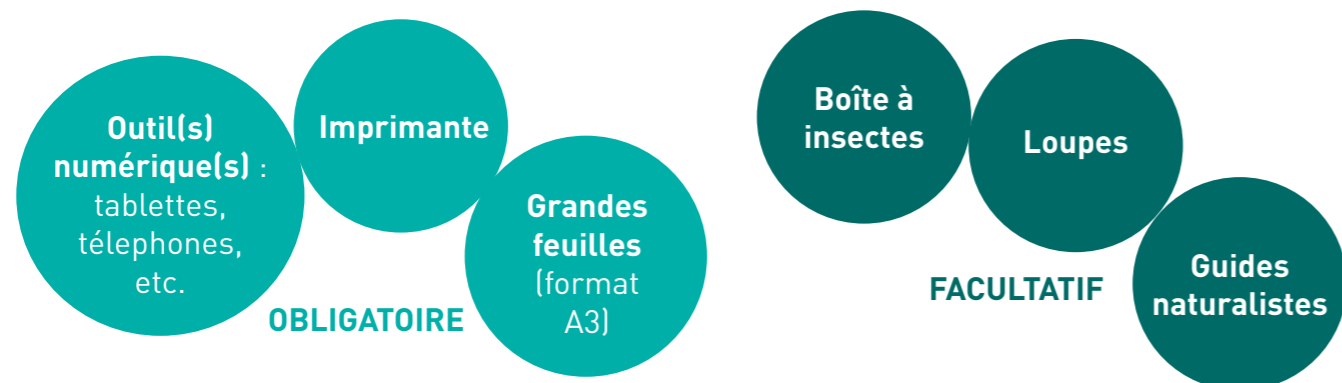 Outil(s)
numérique(s) :
tablettes,
télephones,
etc.
Imprimante
Grandes
feuilles
(format
A3)
OBLIGATOIRE
Boîte à
insectes
Loupes
Guides
naturalistes
FACULTATIF